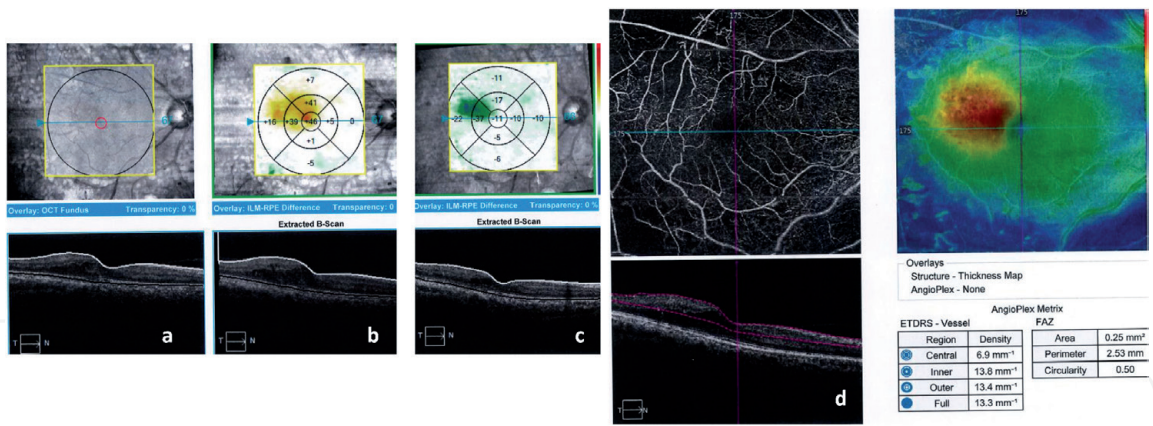 Overlay: OCT Fundus Transparency: 0 %
a
T N
+7
+41
+16 +39 +46 +5 0
+1
-5
Overlay: ILM-RPE Difference Transparency: 0
Extracted B-Scan
b
T N
-11
-17
-22 -37 -11 -10 -10
-5
-6
Overlay: ILM-RPE Difference Transparency: 0 %
Extracted B-Scan
c
T N
175
175
d
T N
175
175
Overlays
Structure - Thickness Map
AngioPlex - None
AngioPlex Metrix
ETDRS - Vessel FAZ
Region Density
Central 6.9 mm⁻¹
Inner 13.8 mm⁻¹
Outer 13.4 mm⁻¹
Full 13.3 mm⁻¹
Area 0.25 mm²
Perimeter 2.53 mm
Circularity 0.50